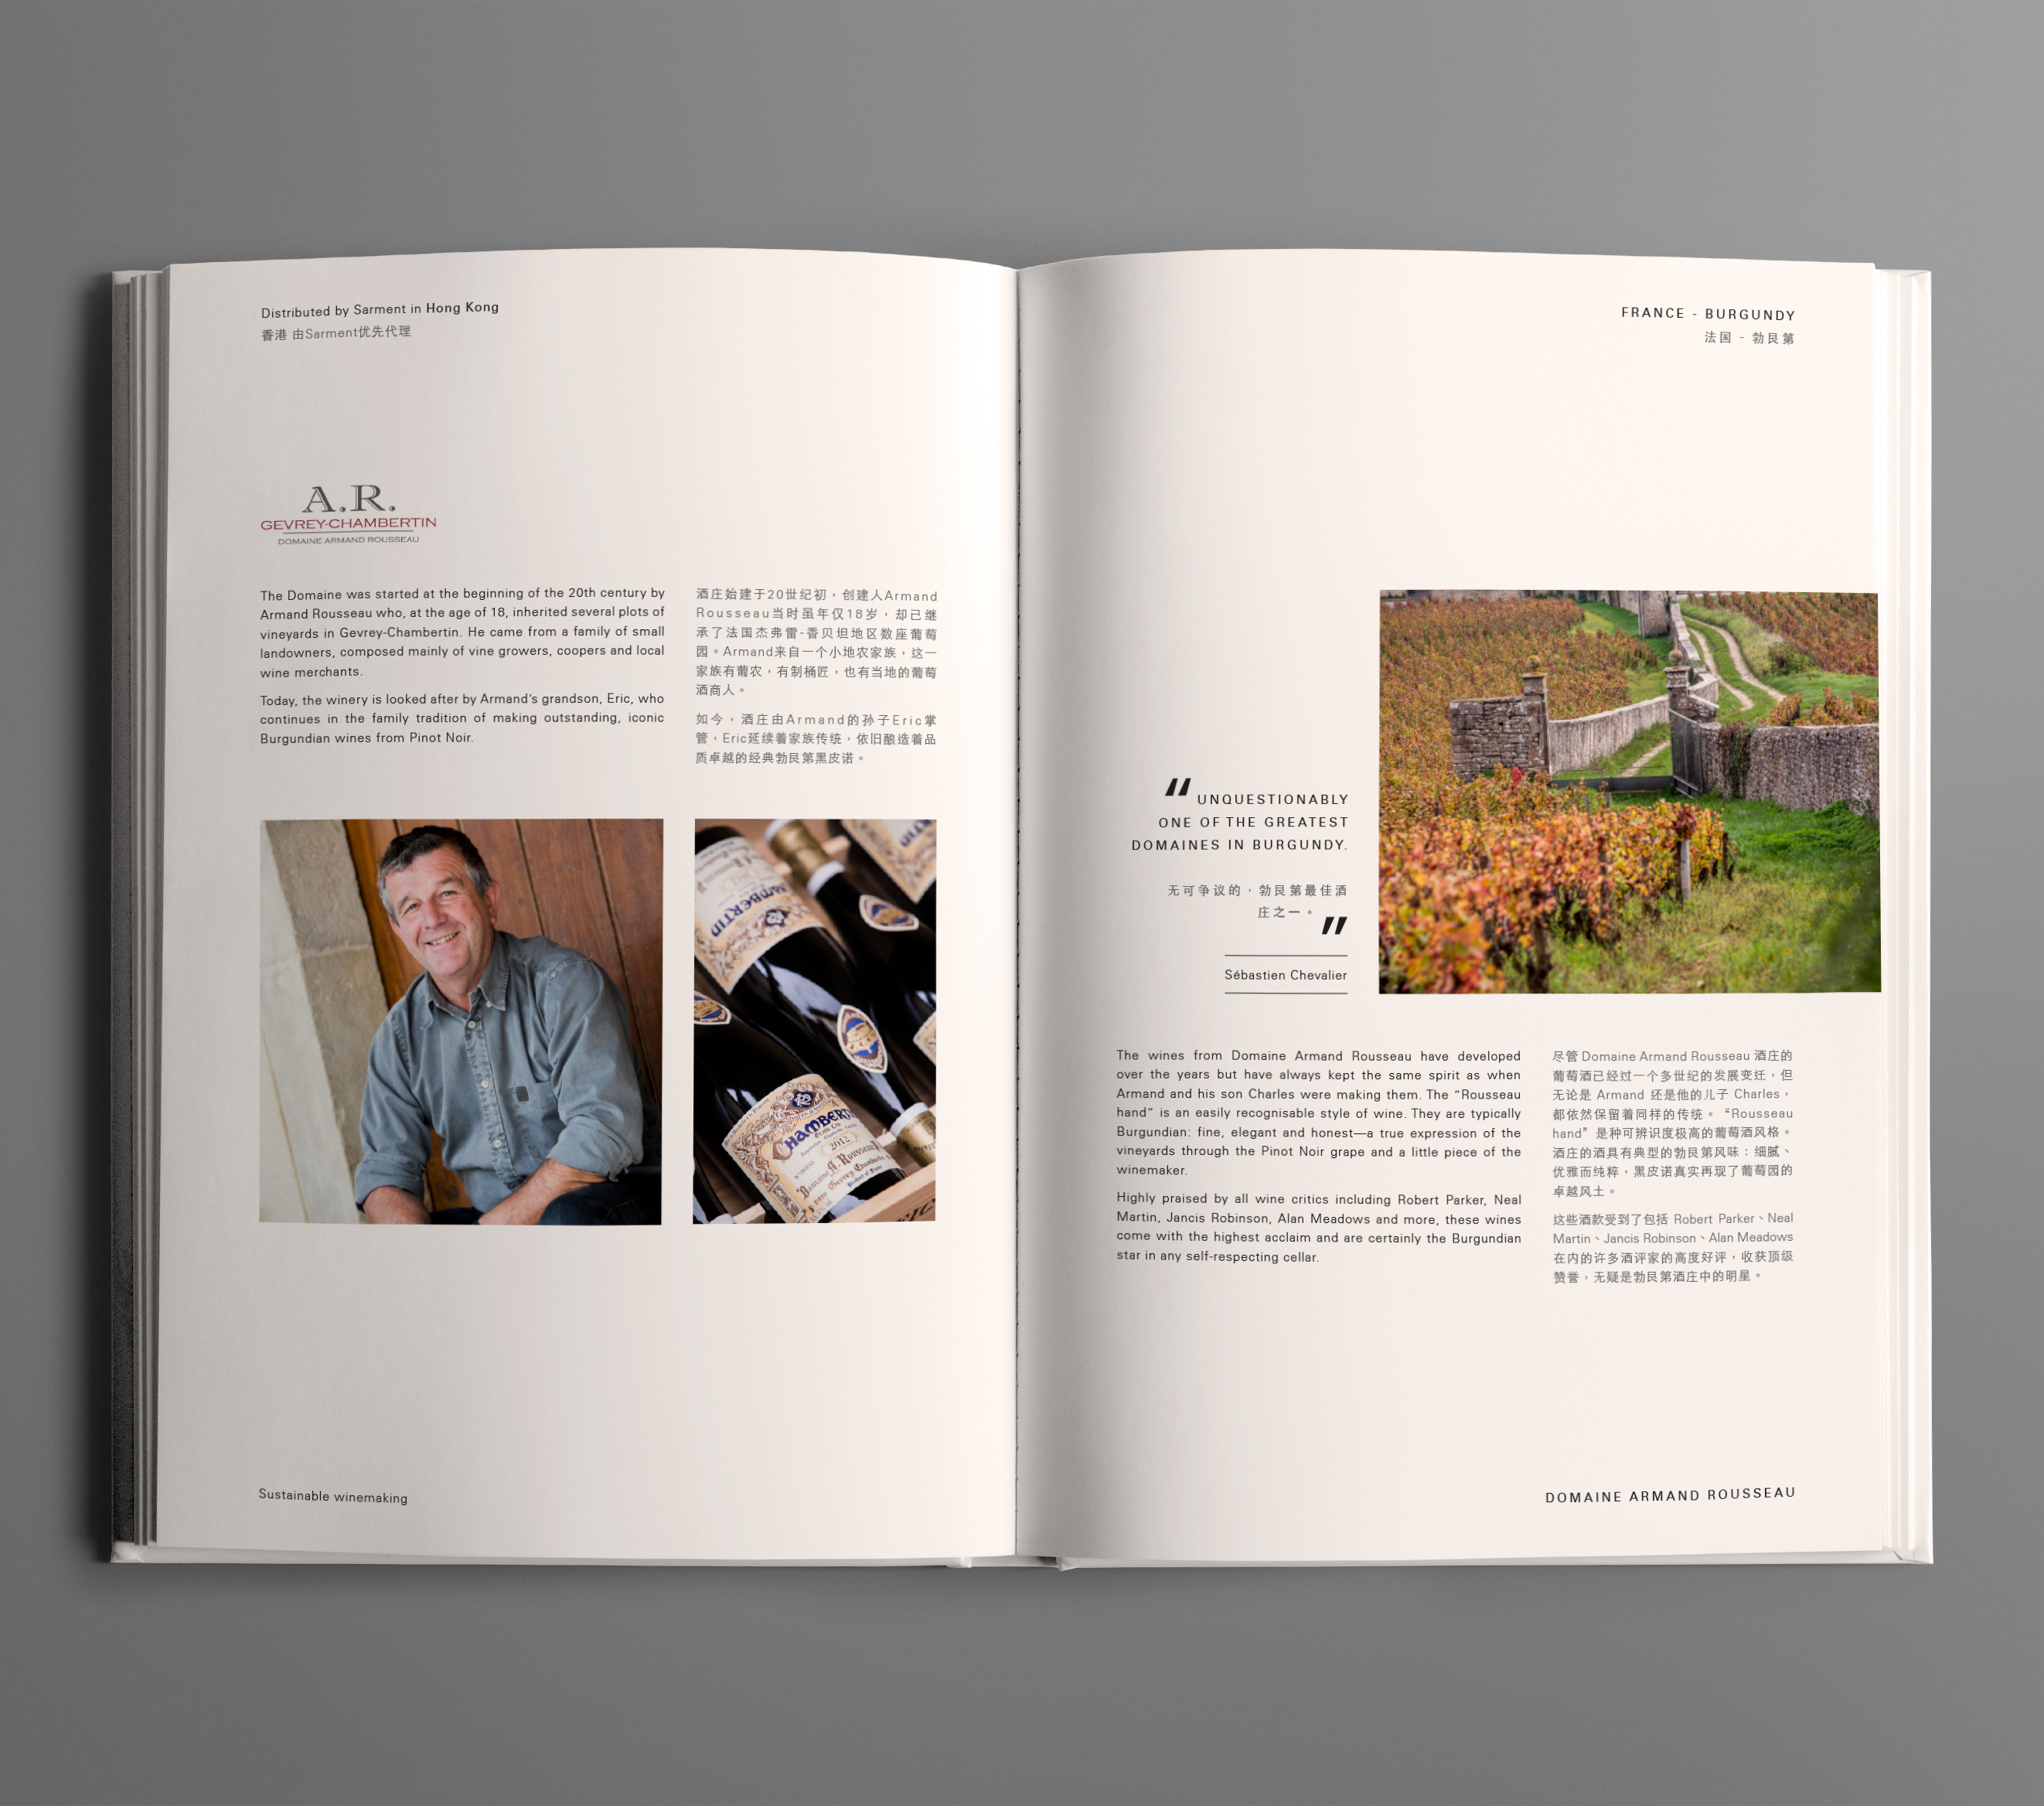 Distributed by Sarment in Hong Kong
香港 由Sarment优先代理
A.R.
GEVREY-CHAMBERTIN
DOMAINE ARMAND ROUSSEAU
The Domaine was started at the beginning of the 20th century by
Armand Rousseau who, at the age of 18, inherited several plots of
vineyards in Gevrey-Chambertin. He came from a family of small
landowners, composed mainly of vine growers, coopers and local
wine merchants.
Today, the winery is looked after by Armand's grandson, Eric, who
continues in the family tradition of making outstanding, iconic
Burgundian wines from Pinot Noir.
酒庄始建于20世纪初，创建人Armand
Rousseau当时虽年仅18岁，却已继
承了法国杰弗雷-香贝坦地区数座葡萄
园。Armand来自一个小地农家族，这一
家族有葡农，有制桶匠，也有当地的葡萄
酒商人。
如今，酒庄由Armand的孙子Eric掌
管，Eric延续着家族传统，依旧酿造着品
质卓越的经典勃艮第黑皮诺。
CHAMBERTIN
2012
Sustainable winemaking
FRANCE - BURGUNDY
法国 - 勃艮第
“ UNQUESTIONABLY
ONE OF THE GREATEST
DOMAINES IN BURGUNDY.
无可争议的，勃艮第最佳酒
庄之一。 ”
Sébastien Chevalier
The wines from Domaine Armand Rousseau have developed
over the years but have always kept the same spirit as when
Armand and his son Charles were making them. The “Rousseau
hand” is an easily recognisable style of wine. They are typically
Burgundian: fine, elegant and honest—a true expression of the
vineyards through the Pinot Noir grape and a little piece of the
winemaker.
Highly praised by all wine critics including Robert Parker, Neal
Martin, Jancis Robinson, Alan Meadows and more, these wines
come with the highest acclaim and are certainly the Burgundian
star in any self-respecting cellar.
尽管 Domaine Armand Rousseau 酒庄的
葡萄酒已经过一个多世纪的发展变迁，但
无论是 Armand 还是他的儿子 Charles，
都依然保留着同样的传统。“Rousseau
hand”是种可辨识度极高的葡萄酒风格。
酒庄的酒具有典型的勃艮第风味：细腻、
优雅而纯粹，黑皮诺真实再现了葡萄园的
卓越风土。
这些酒款受到了包括 Robert Parker、Neal
Martin、Jancis Robinson、Alan Meadows
在内的许多酒评家的高度好评，收获顶级
赞誉，无疑是勃艮第酒庄中的明星。
DOMAINE ARMAND ROUSSEAU